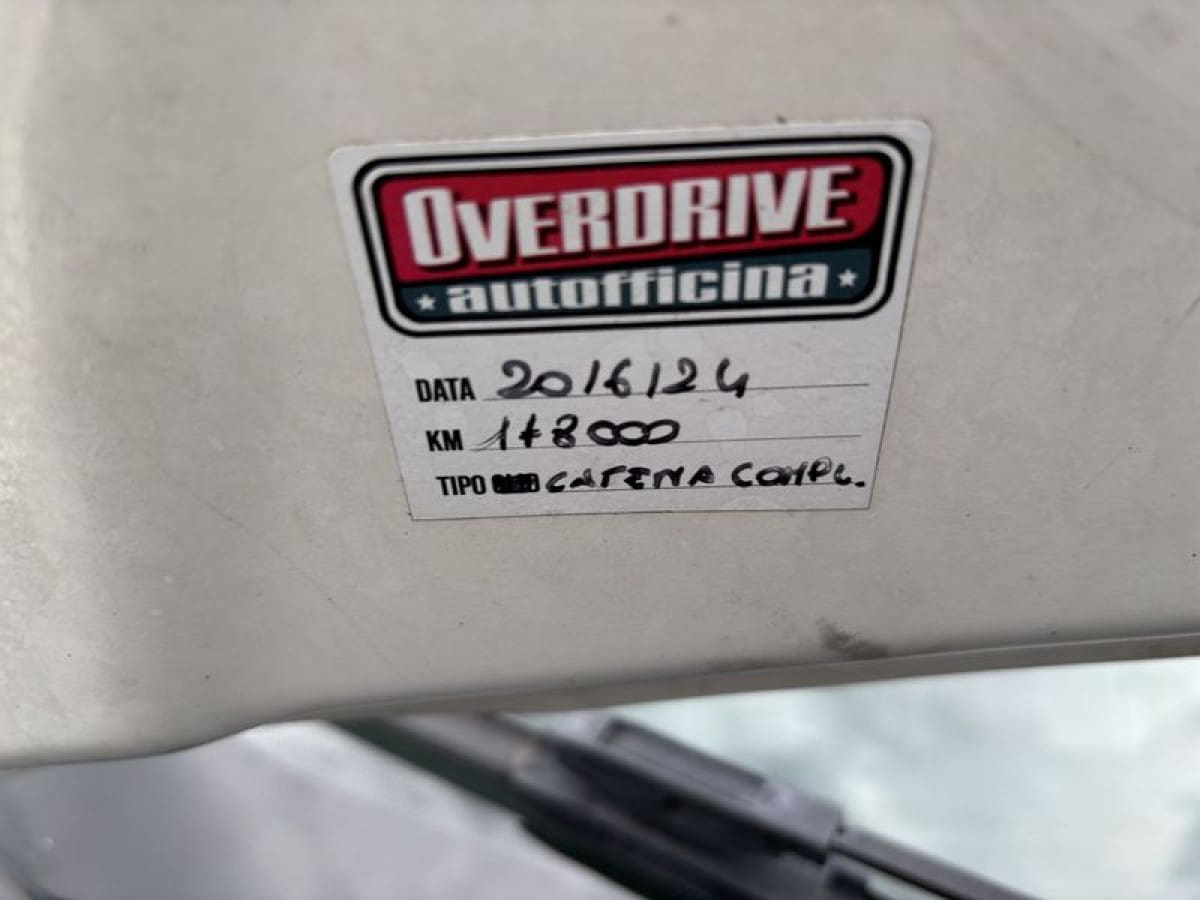 OVERDRIVE
autofficina
DATA 20/6/24
KM 178000
TIPO CATENA COMPL.